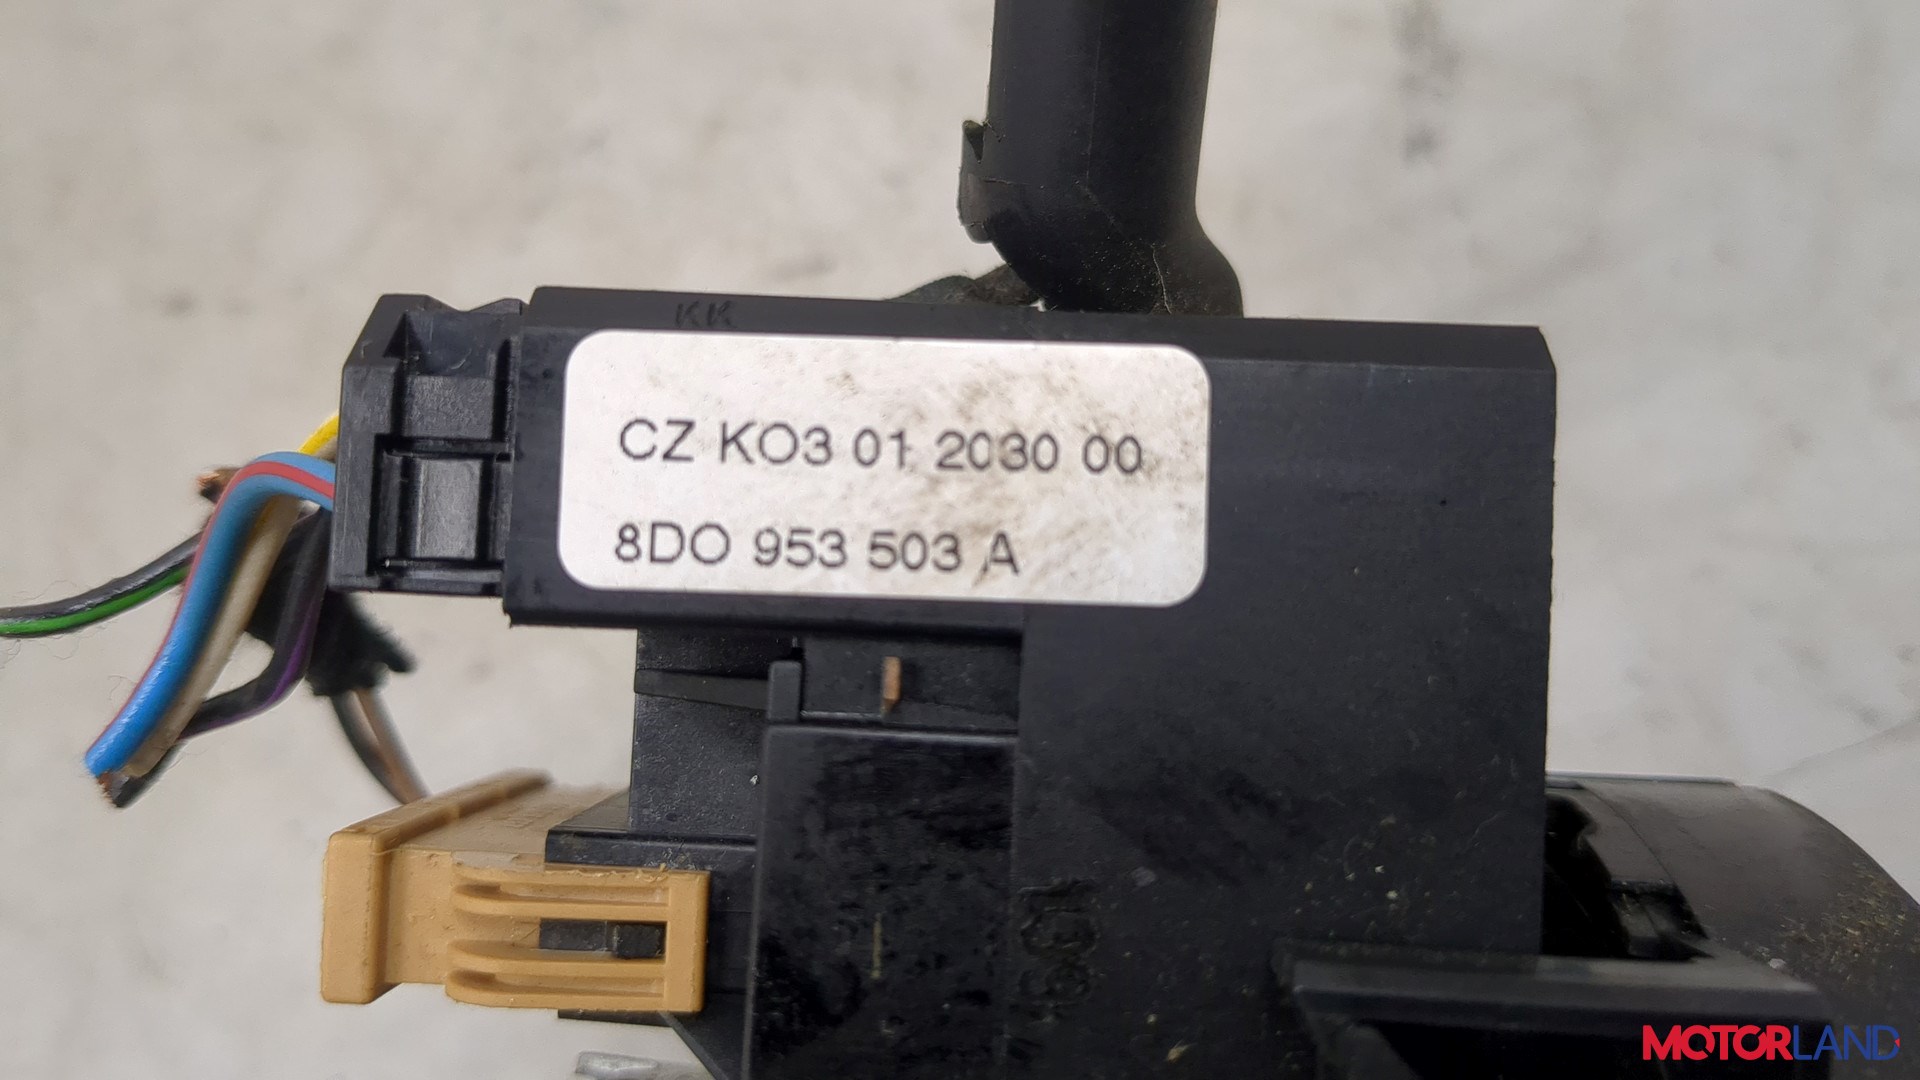 KK
CZ KO3 01 2030 00
8DO 953 503 A
MOTORLAND